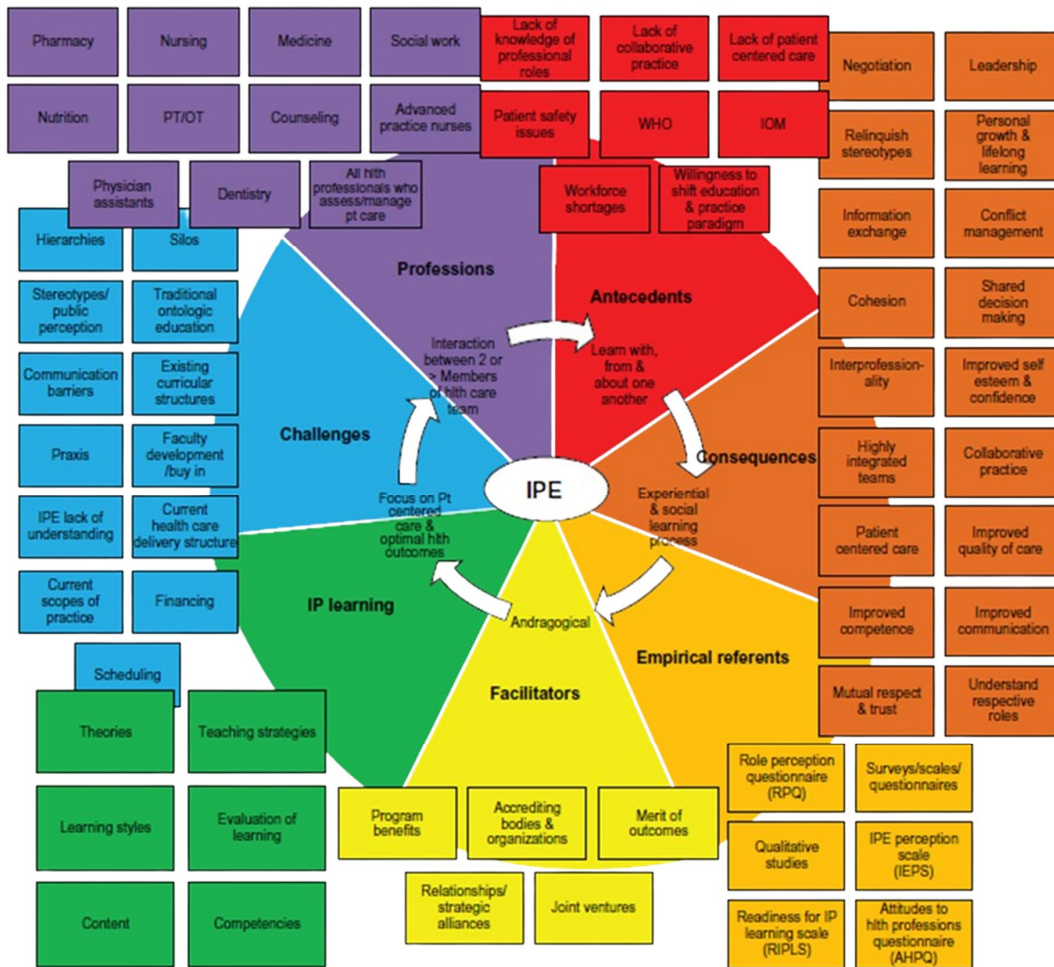 Pharmacy
Nursing
Medicine
Social work
Nutrition
PT/OT
Counseling
Advanced
practice nurses
Physician
assistants
Dentistry
All hlth
professionals who
assess/manage
pt care
Lack of
knowledge of
professional
roles
Lack of
collaborative
practice
Lack of patient
centered care
Patient safety
issues
WHO
IOM
Workforce
shortages
Willingness to
shift education
& practice
paradigm
Negotiation
Leadership
Relinquish
stereotypes
Personal
growth &
lifelong
learning
Information
exchange
Conflict
management
Cohesion
Shared
decision
making
Interprofession-
ality
Improved self
esteem &
confidence
Highly
integrated
teams
Collaborative
practice
Patient
centered care
Improved
quality of care
Improved
competence
Improved
communication
Mutual respect
& trust
Understand
respective
roles
Hierarchies
Silos
Stereotypes/
public
perception
Traditional
ontologic
education
Communication
barriers
Existing
curricular
structures
Praxis
Faculty
development
/buy in
IPE lack of
understanding
Current
health care
delivery structure
Current
scopes of
practice
Financing
Scheduling
Professions
Interaction
between 2 or
> Members
of hlth care
team
Antecedents
Learn with,
from &
about one
another
Challenges
Focus on Pt
centered
care &
optimal hlth
outcomes
IPE
Consequences
Experiential
& social
learning
process
IP learning
Andragogical
Facilitators
Empirical referents
Theories
Teaching strategies
Learning styles
Evaluation of
learning
Content
Competencies
Program
benefits
Accrediting
bodies &
organizations
Merit of
outcomes
Relationships/
strategic
alliances
Joint ventures
Role perception
questionnaire
(RPQ)
Surveys/scales/
questionnaires
Qualitative
studies
IPE perception
scale
(IEPS)
Readiness for IP
learning scale
(RIPLS)
Attitudes to
hlth professions
questionnaire
(AHPQ)